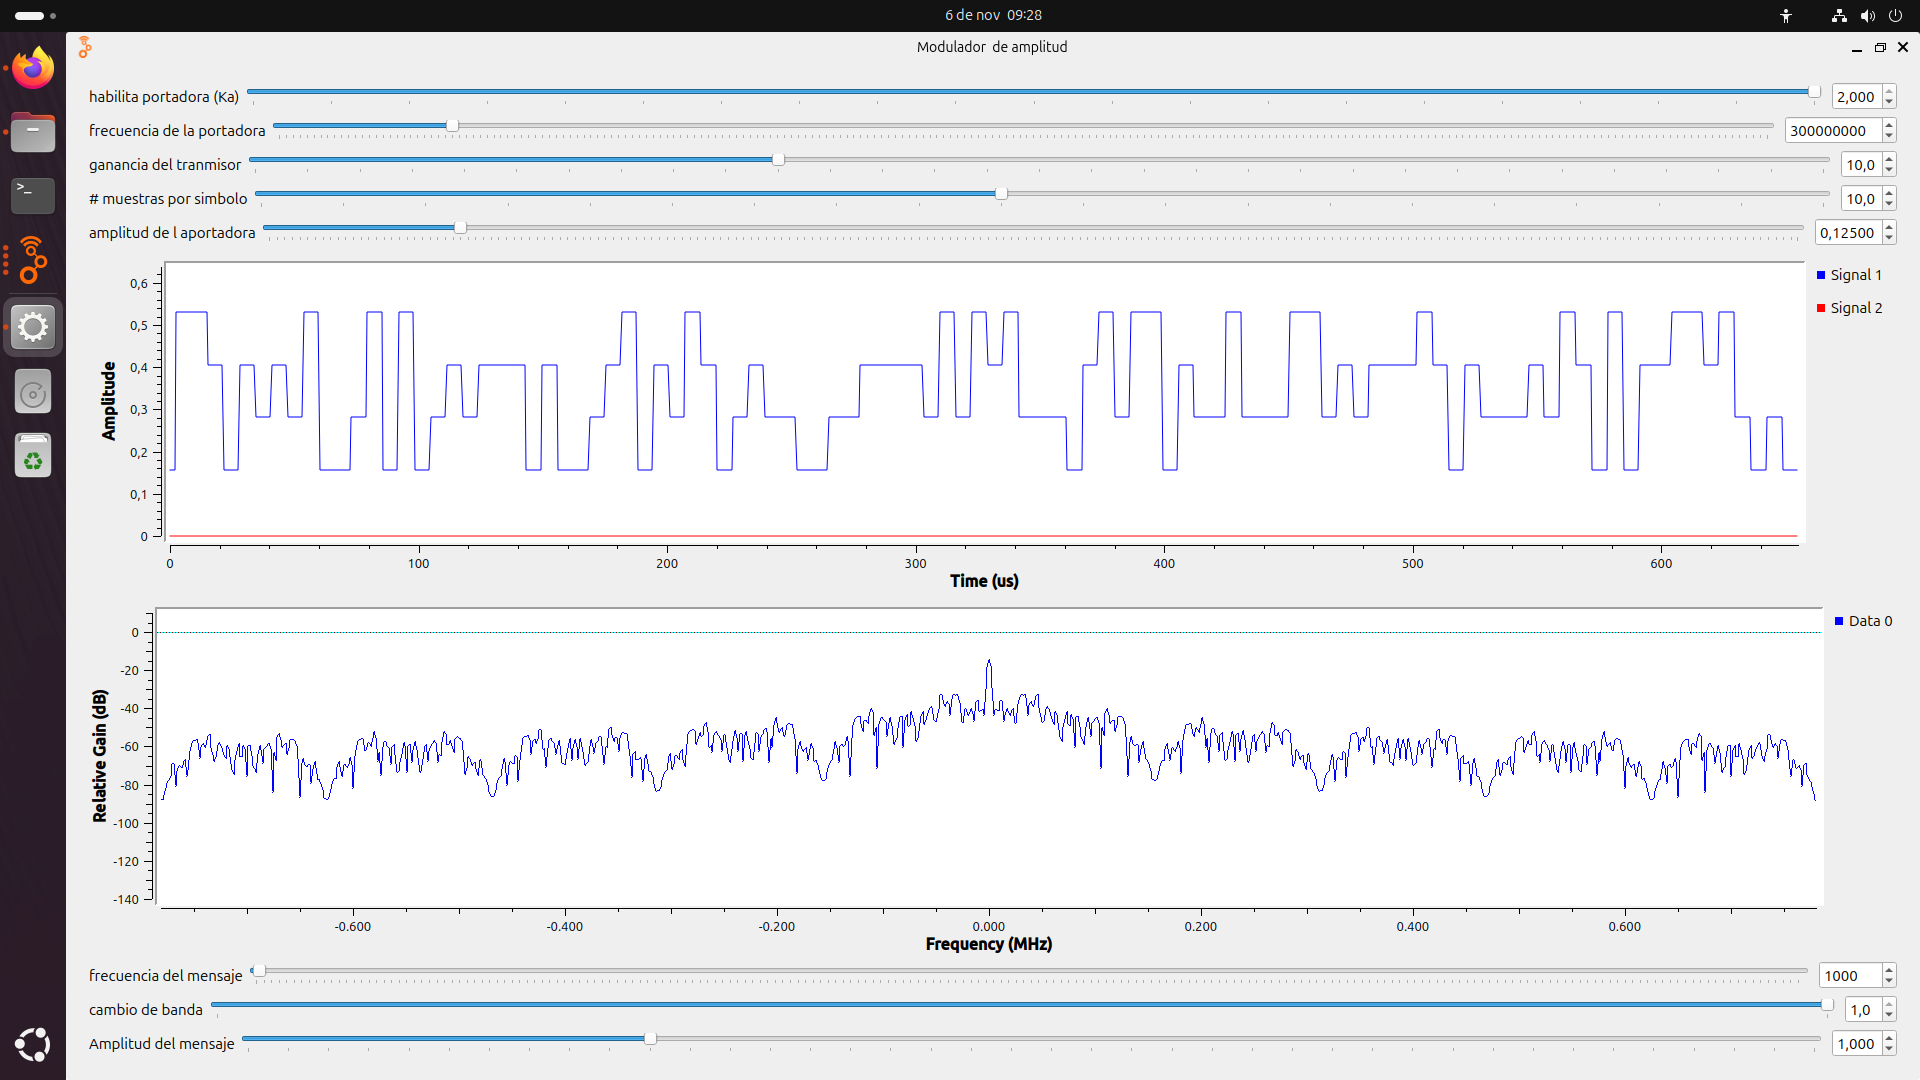 6 de nov 09:28
Modulador de amplitud
habilita portadora (Ka) 2,000
frecuencia de la portadora 300000000
ganancia del tranmisor 10,0
# muestras por simbolo 10,0
amplitud de l aportadora 0,12500
Amplitude
0,6
0,5
0,4
0,3
0,2
0,1
0
0 100 200 300 400 500 600
Time (us)
Signal 1
Signal 2
Relative Gain (dB)
0
-20
-40
-60
-80
-100
-120
-140
-0.600 -0.400 -0.200 0.000 0.200 0.400 0.600
Frequency (MHz)
Data 0
frecuencia del mensaje 1000
cambio de banda 1,0
Amplitud del mensaje 1,000